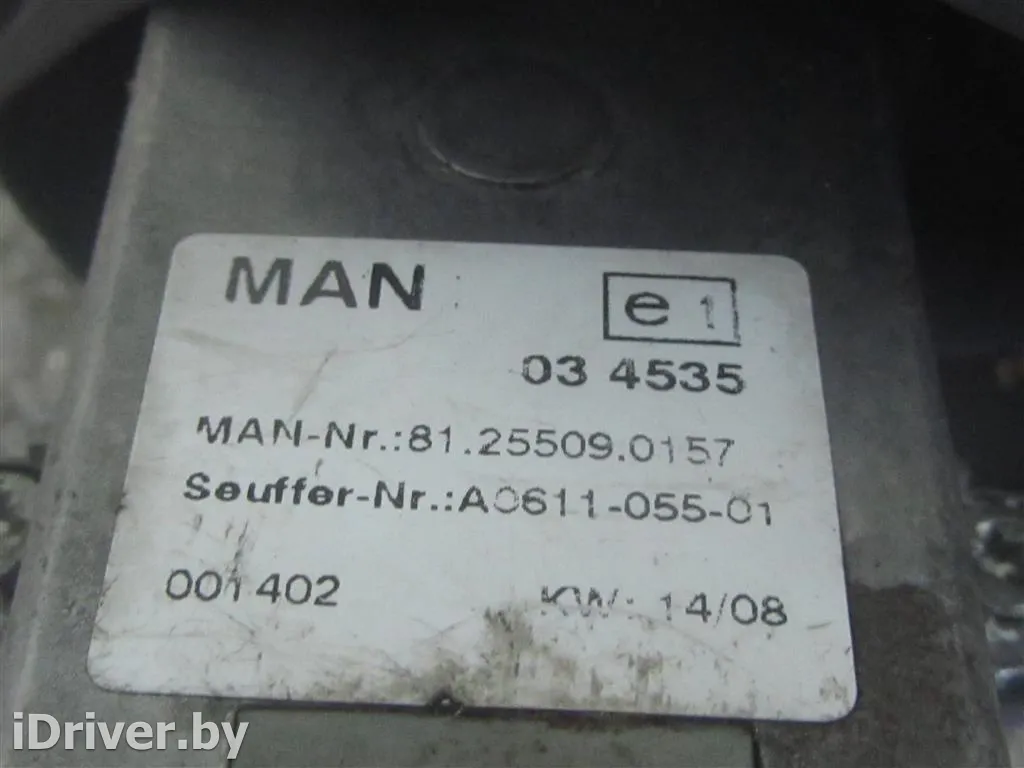 MAN
e 1
03 4535
MAN-Nr.:81.25509.0157
Seuffer-Nr.:A0611-055-01
001402 KW: 14/08
iDriver.by